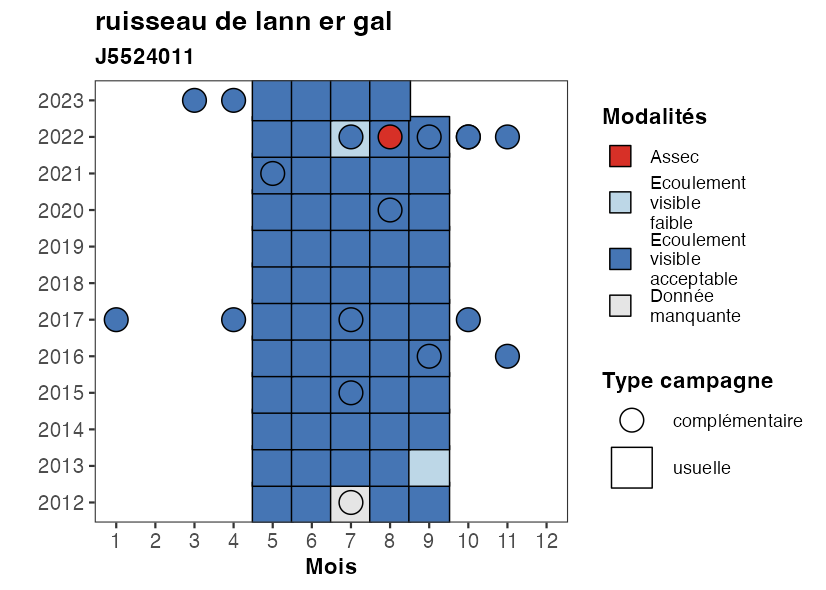 ruisseau de lann er gal
J5524011
2023
2022
2021
2020
2019
2018
2017
2016
2015
2014
2013
2012
1 2 3 4 5 6 7 8 9 10 11 12
Mois
Modalités
Assec
Ecoulement
visible
faible
Ecoulement
visible
acceptable
Donnée
manquante
Type campagne
complémentaire
usuelle